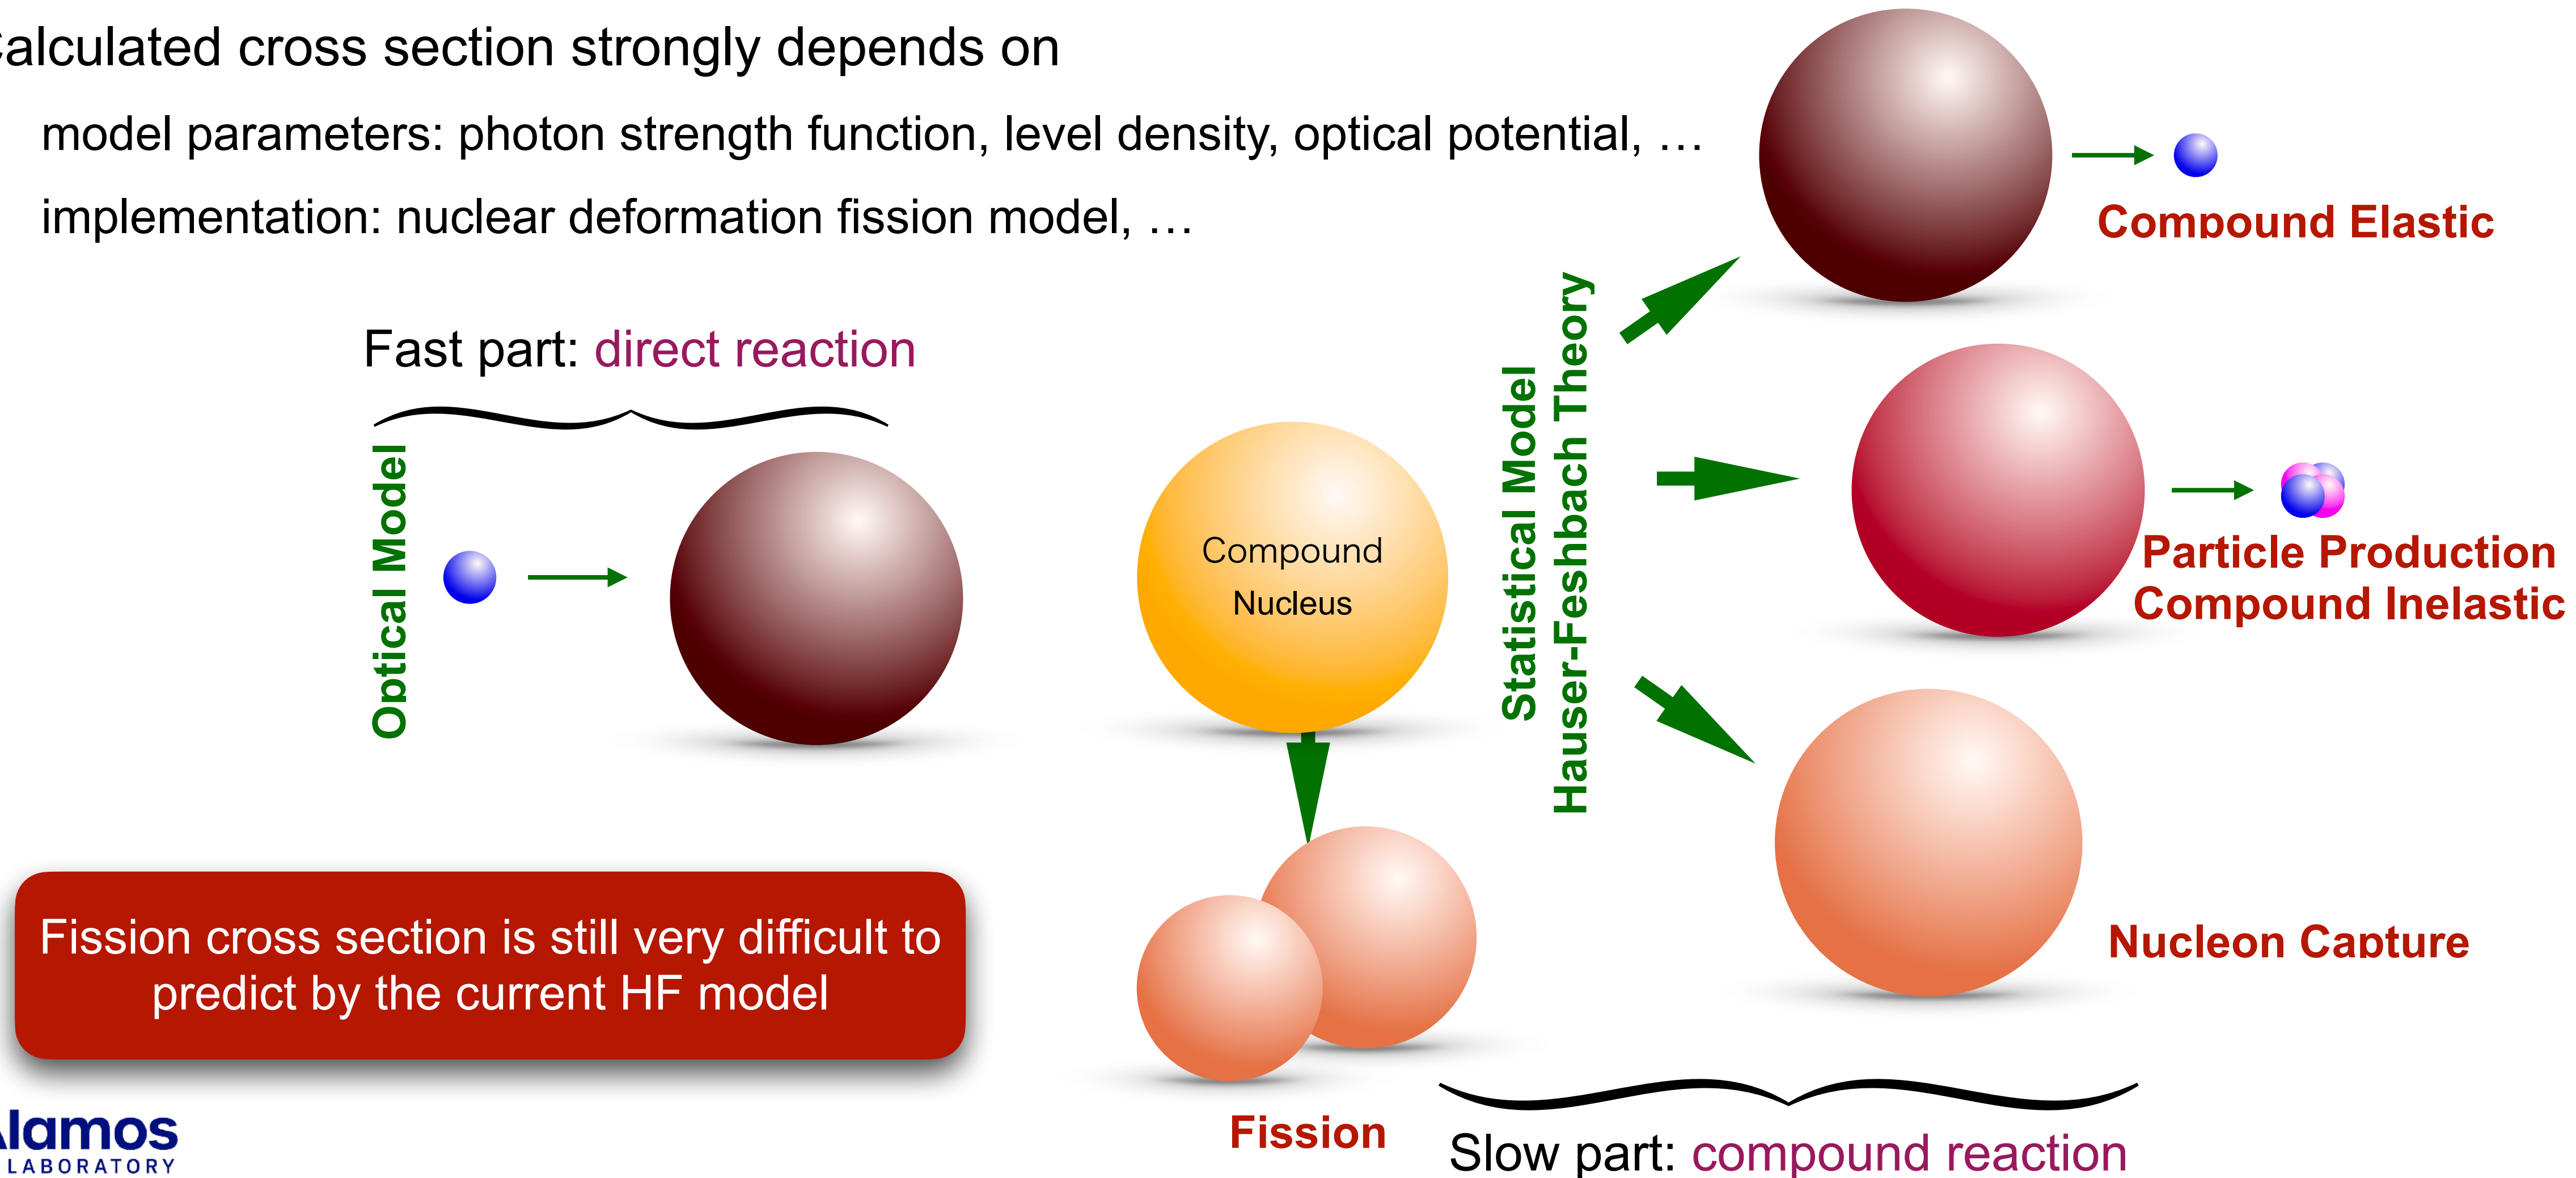 alculated cross section strongly depends on
model parameters: photon strength function, level density, optical potential, …
implementation: nuclear deformation fission model, …
Compound Elastic
Fast part: direct reaction
Optical Model
Compound
Nucleus
Statistical Model
Hauser-Feshbach Theory
Particle Production
Compound Inelastic
Nucleon Capture
Fission cross section is still very difficult to
predict by the current HF model
Fission
Slow part: compound reaction
Alamos
LABORATORY